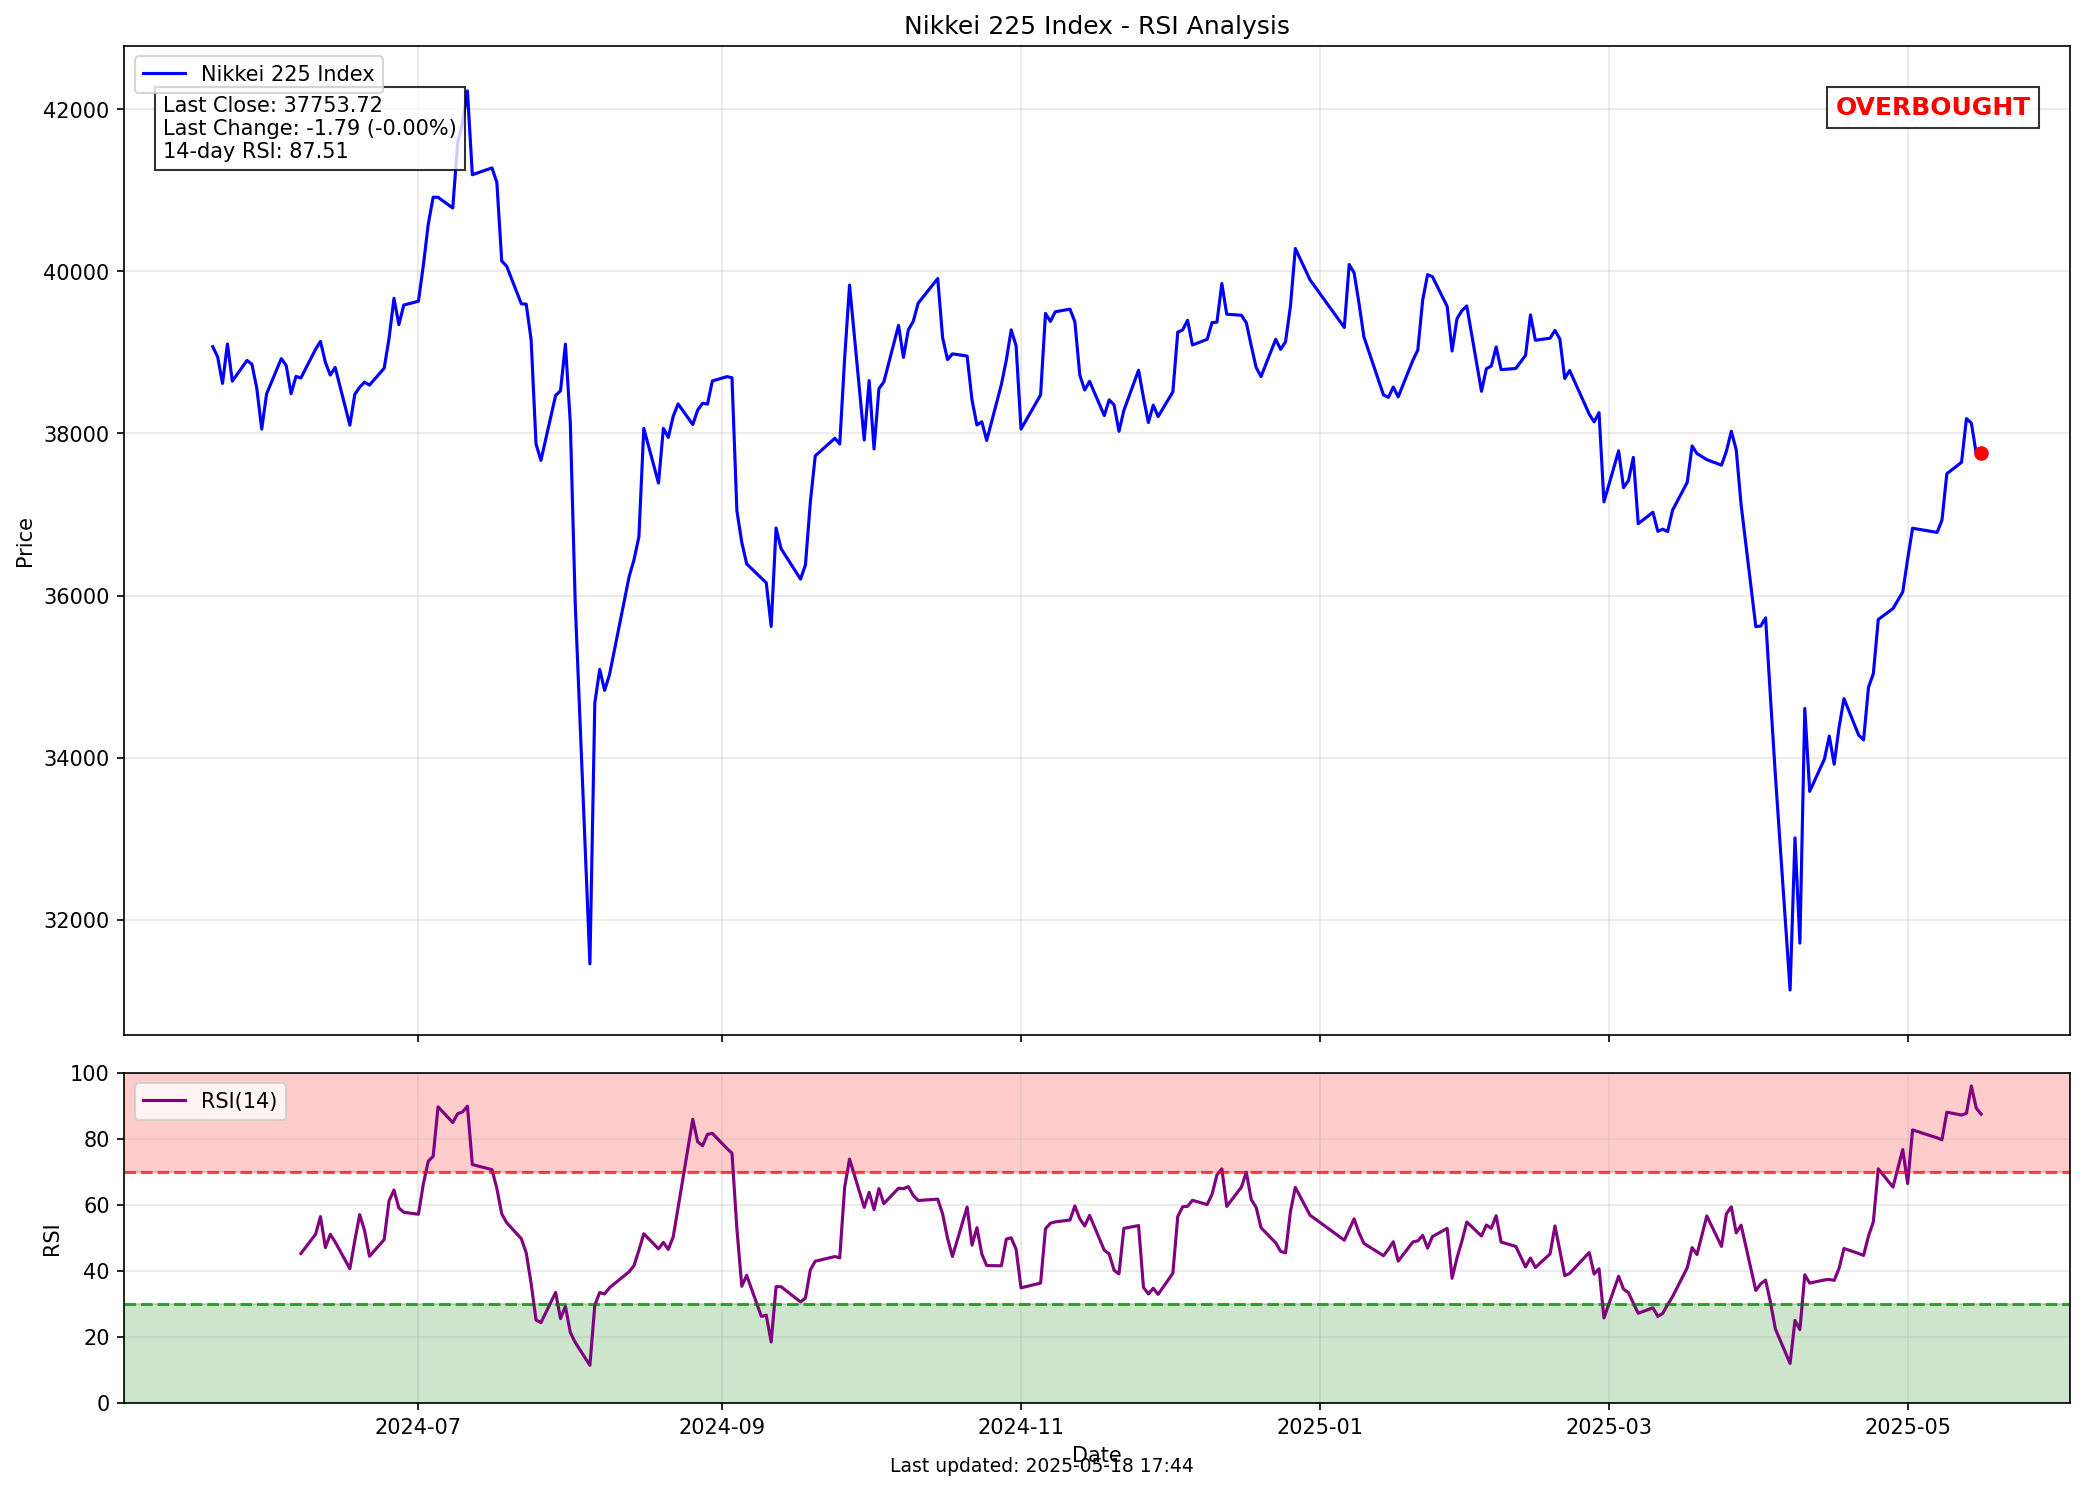 Nikkei 225 Index - RSI Analysis
Nikkei 225 Index
Last Close: 37753.72
Last Change: -1.79 (-0.00%)
14-day RSI: 87.51
OVERBOUGHT
Price
42000
40000
38000
36000
34000
32000
RSI(14)
RSI
100
80
60
40
20
0
2024-07
2024-09
2024-11
2025-01
2025-03
2025-05
Date
Last updated: 2025-05-18 17:44